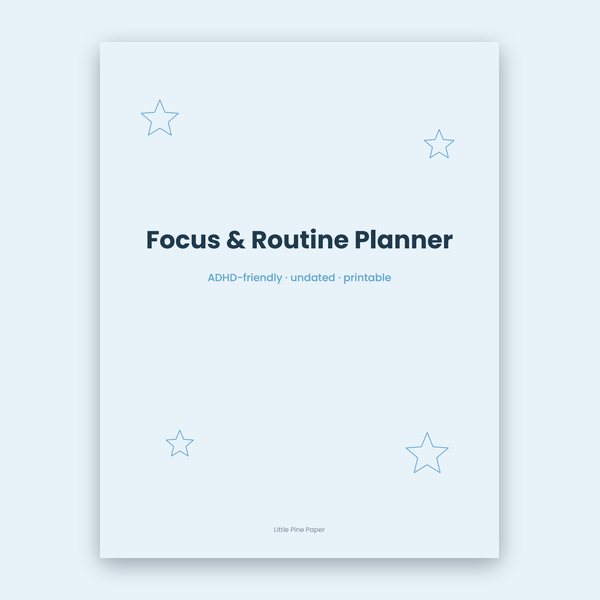 Focus & Routine Planner
ADHD-friendly · undated · printable
Little Pine Paper